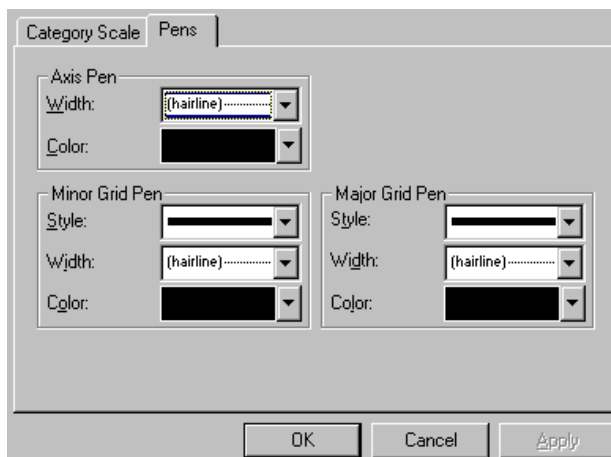 Category Scale Pens
Axis Pen
Width: (hairline)
Color:
Minor Grid Pen
Style:
Width: (hairline)
Color:
Major Grid Pen
Style:
Width: (hairline)
Color:
OK Cancel Apply